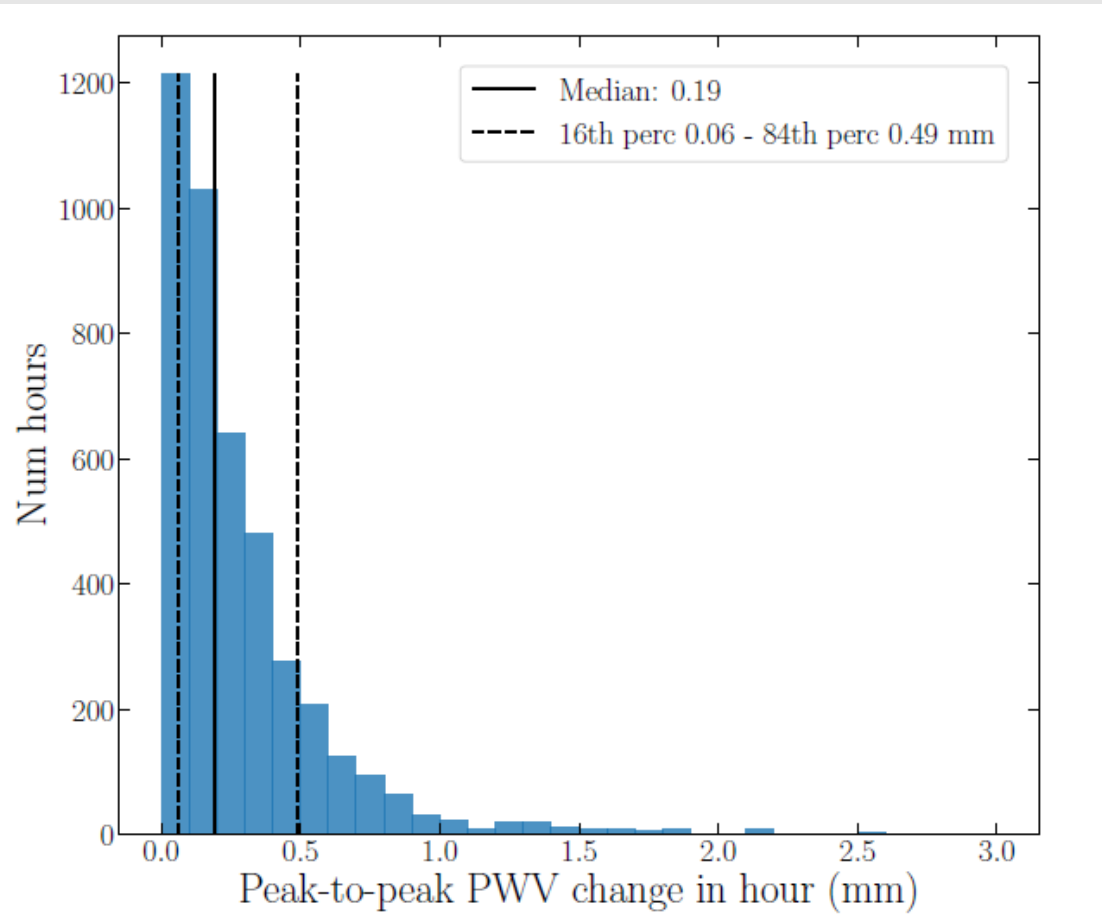 Median: 0.19
16th perc 0.06 - 84th perc 0.49 mm
1200
1000
800
600
400
200
0
Num hours
0.0 0.5 1.0 1.5 2.0 2.5 3.0
Peak-to-peak PWV change in hour (mm)